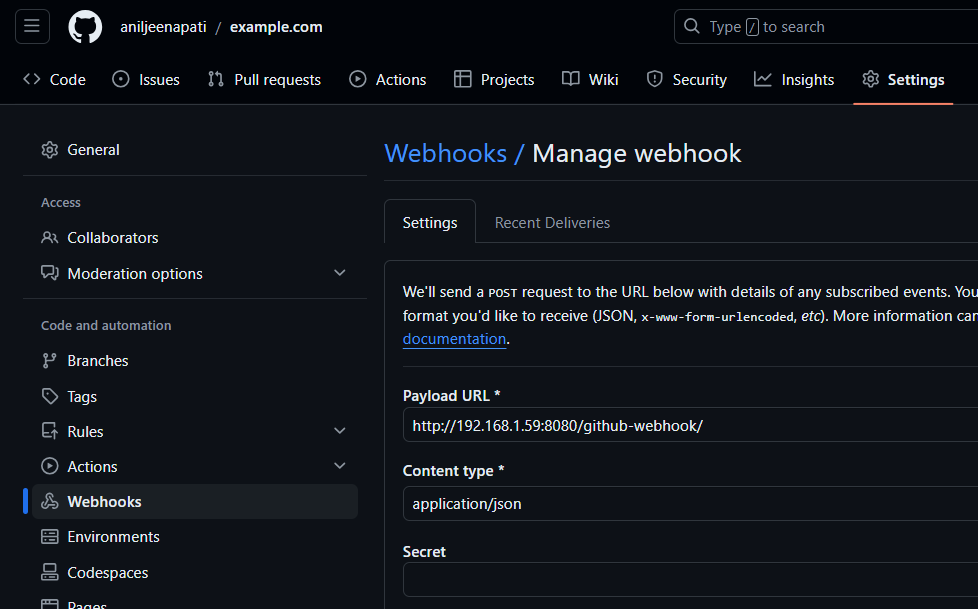 aniljeenapati / example.com
Type / to search
Code Issues Pull requests Actions Projects Wiki Security Insights Settings
General
Access
Collaborators
Moderation options
Code and automation
Branches
Tags
Rules
Actions
Webhooks
Environments
Codespaces
Pages
Webhooks / Manage webhook
Settings Recent Deliveries
We'll send a POST request to the URL below with details of any subscribed events. You
format you'd like to receive (JSON, x-www-form-urlencoded, etc). More information can
documentation.
Payload URL *
http://192.168.1.59:8080/github-webhook/
Content type *
application/json
Secret